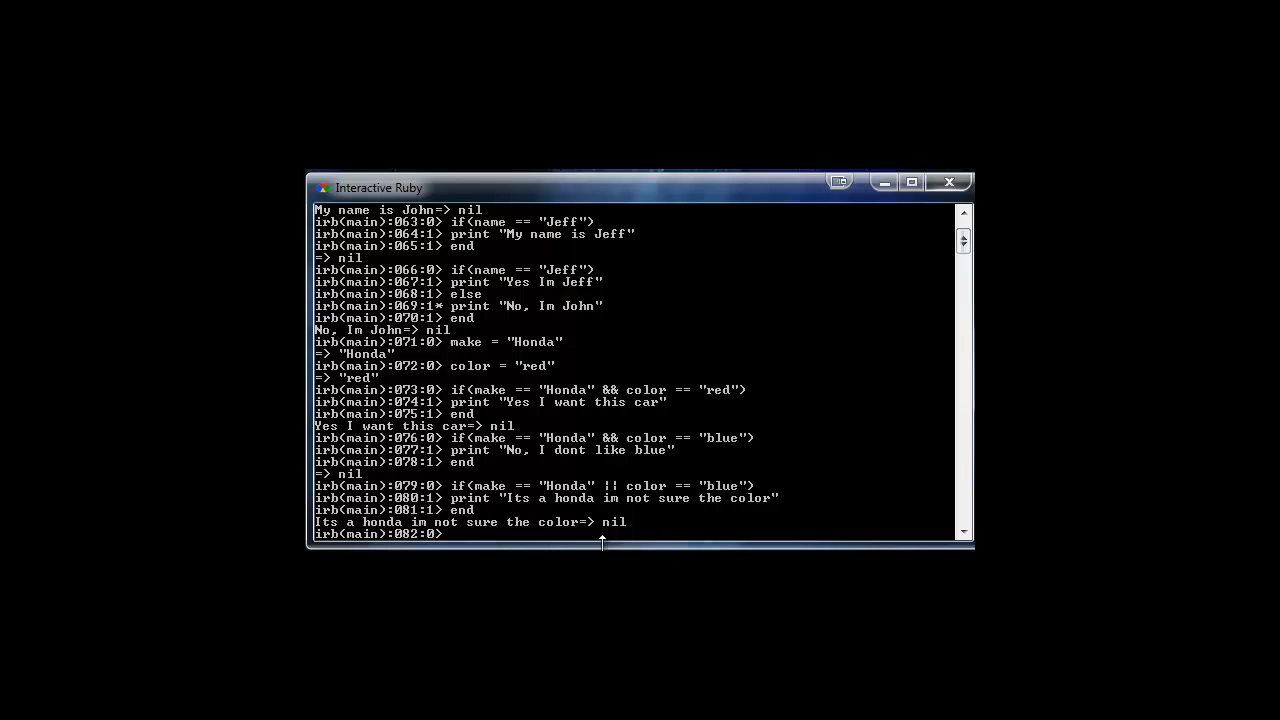 Interactive Ruby
My name is John=> nil
irb(main):063:0> if(name == "Jeff")
irb(main):064:1> print "My name is Jeff"
irb(main):065:1> end
=> nil
irb(main):066:0> if(name == "Jeff")
irb(main):067:1> print "Yes Im Jeff"
irb(main):068:1> else
irb(main):069:1* print "No, Im John"
irb(main):070:1> end
No, Im John=> nil
irb(main):071:0> make = "Honda"
=> "Honda"
irb(main):072:0> color = "red"
=> "red"
irb(main):073:0> if(make == "Honda" && color == "red")
irb(main):074:1> print "Yes I want this car"
irb(main):075:1> end
Yes I want this car=> nil
irb(main):076:0> if(make == "Honda" && color == "blue")
irb(main):077:1> print "No, I dont like blue"
irb(main):078:1> end
=> nil
irb(main):079:0> if(make == "Honda" || color == "blue")
irb(main):080:1> print "Its a honda im not sure the color"
irb(main):081:1> end
Its a honda im not sure the color=> nil
irb(main):082:0>